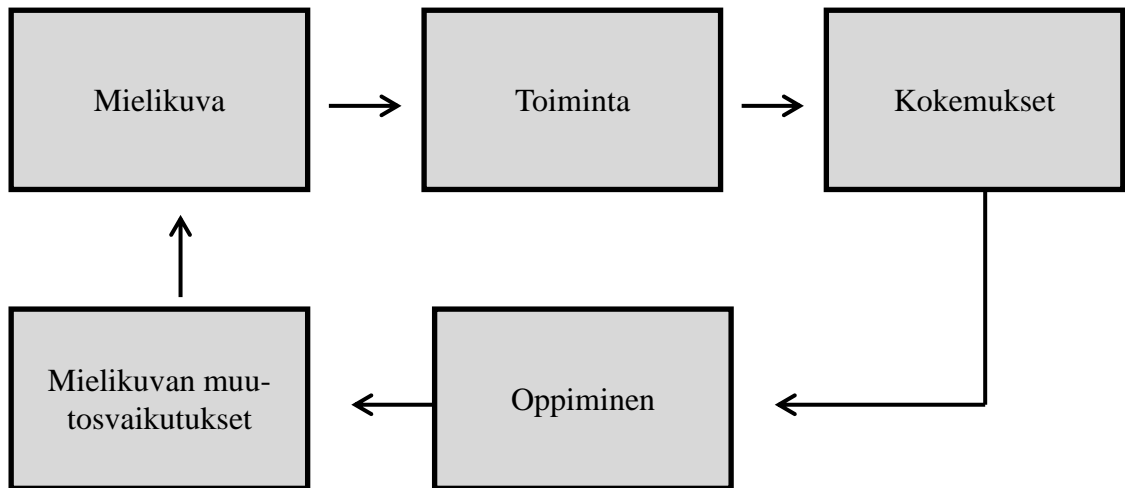 Mielikuva
Toiminta
Kokemukset
Mielikuvan muu-
tosvaikutukset
Oppiminen